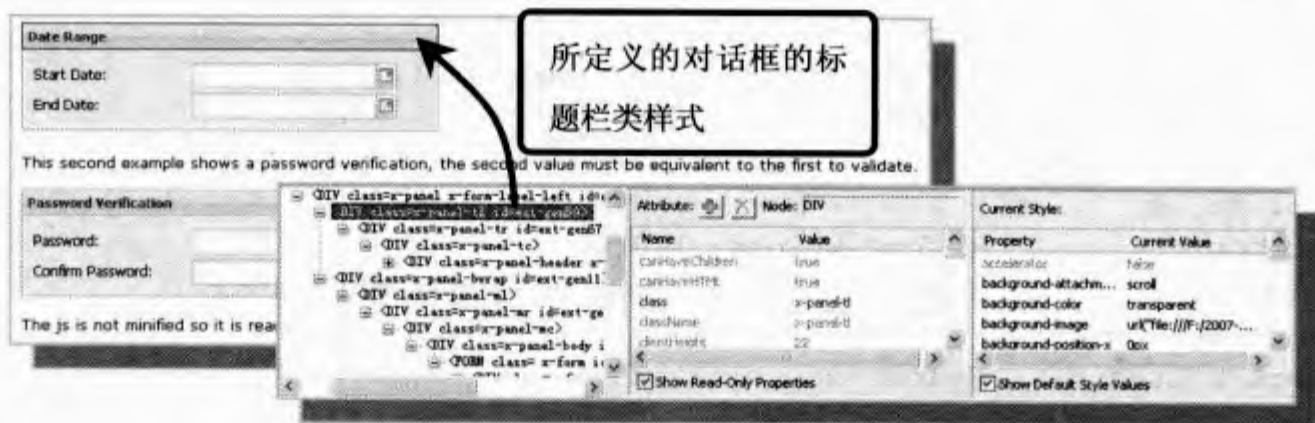 Date Range
Start Date:
End Date:
所定义的对话框的标
题栏类样式
This second example shows a password verification, the second value must be equivalent to the first to validate.
Password Verification
Password:
Confirm Password:
The js is not minified so it is
<DIV class=x-panel x-form-label-left
<DIV class=x-panel-tl
<DIV class=x-panel-tr
<DIV class=x-panel-tc>
<DIV class=x-panel-header x-
<DIV class=x-panel-bwrap
<DIV class=x-panel-ml>
<DIV class=x-panel-mr id=ext-ge
<DIV class=x-panel-mc>
<DIV class=x-panel-body i
<FORM class= x-form i
Attribute:
Node: DIV
Name Value
canHaveChildren true
canHaveHTML true
class x-panel-tl
className x-panel-tl
clientHeight 22
Show Read-Only Properties
Current Style:
Property Current Value
accelerator false
background-attachm... scroll
background-color transparent
background-image url("file:///F:/2007-...
background-position-x 0px
Show Default Style Values